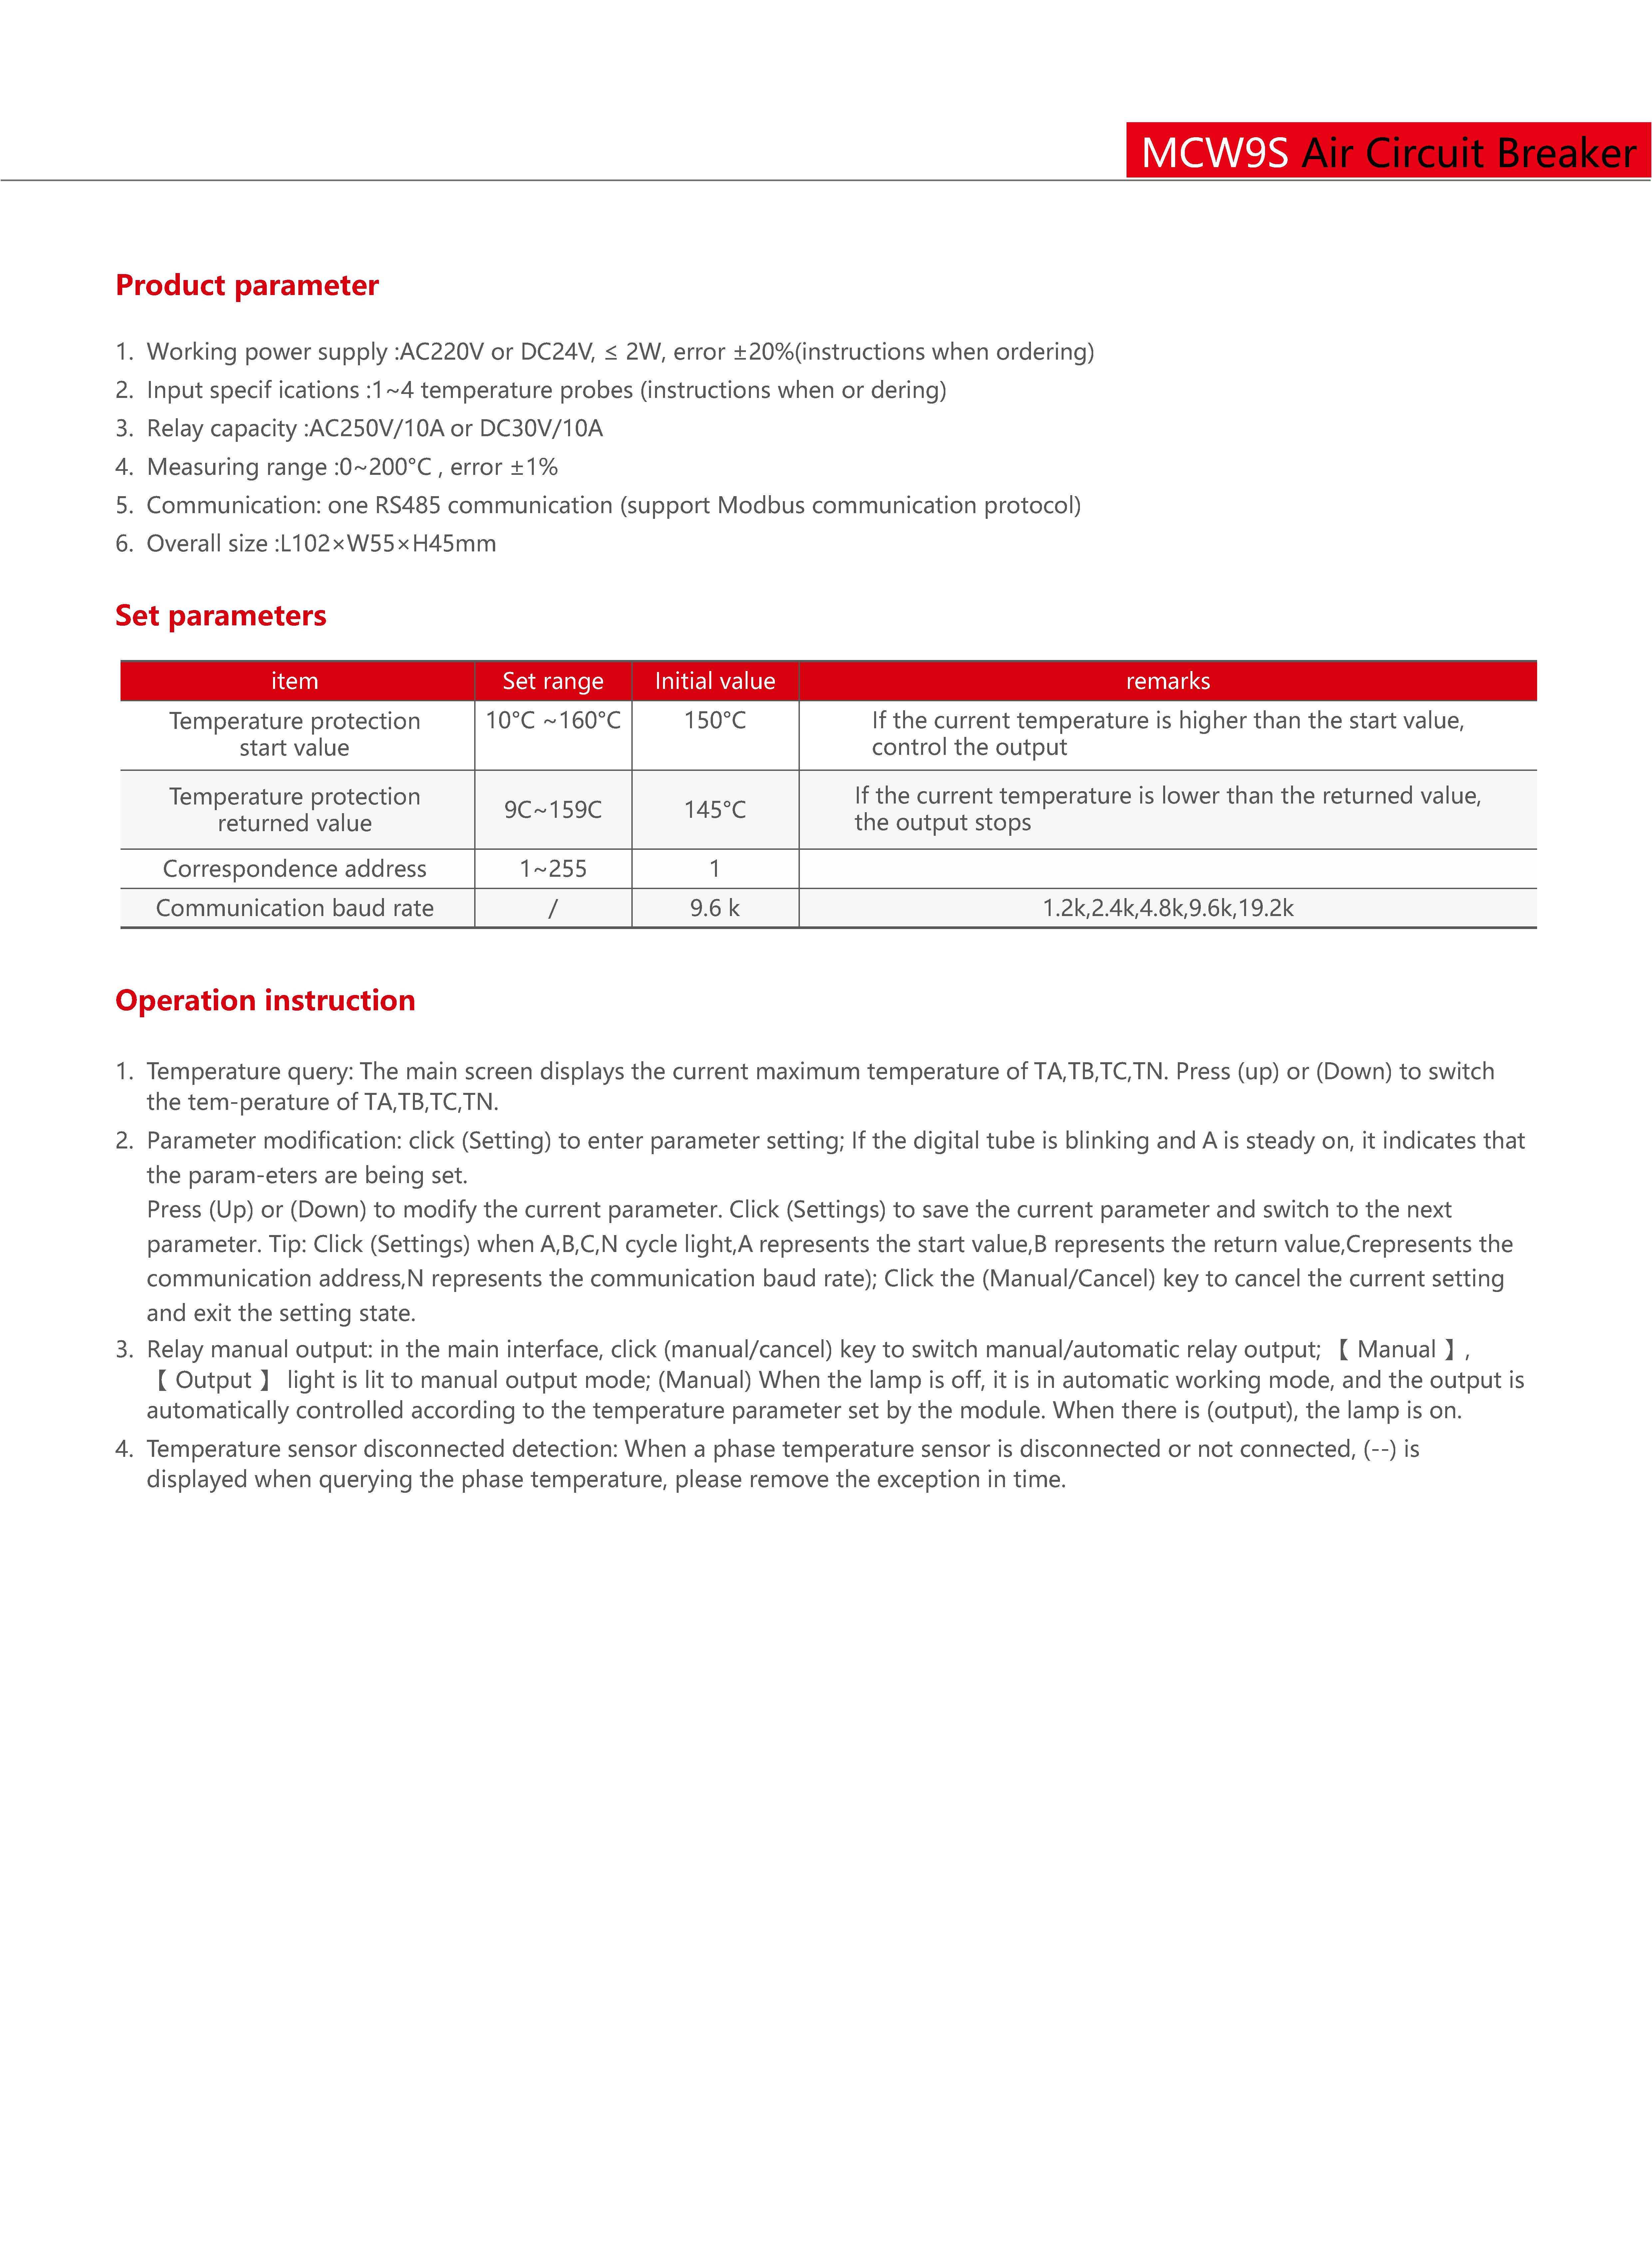 MCW9S Air Circuit Breaker
Product parameter
1. Working power supply :AC220V or DC24V, ≤ 2W, error ±20%(instructions when ordering)
2. Input specif ications :1~4 temperature probes (instructions when or dering)
3. Relay capacity :AC250V/10A or DC30V/10A
4. Measuring range :0~200°C , error ±1%
5. Communication: one RS485 communication (support Modbus communication protocol)
6. Overall size :L102×W55×H45mm
Set parameters
item Set range Initial value remarks
Temperature protection
start value
10°C ~160°C 150°C
If the current temperature is higher than the start value,
control the output
Temperature protection
returned value
9C~159C 145°C
If the current temperature is lower than the returned value,
the output stops
Correspondence address 1~255 1
Communication baud rate / 9.6 k 1.2k,2.4k,4.8k,9.6k,19.2k
Operation instruction
1. Temperature query: The main screen displays the current maximum temperature of TA,TB,TC,TN. Press (up) or (Down) to switch
the tem-perature of TA,TB,TC,TN.
2. Parameter modification: click (Setting) to enter parameter setting; If the digital tube is blinking and A is steady on, it indicates that
the param-eters are being set.
Press (Up) or (Down) to modify the current parameter. Click (Settings) to save the current parameter and switch to the next
parameter. Tip: Click (Settings) when A,B,C,N cycle light,A represents the start value,B represents the return value,Crepresents the
communication address,N represents the communication baud rate); Click the (Manual/Cancel) key to cancel the current setting
and exit the setting state.
3. Relay manual output: in the main interface, click (manual/cancel) key to switch manual/automatic relay output; 【 Manual 】,
【 Output 】 light is lit to manual output mode; (Manual) When the lamp is off, it is in automatic working mode, and the output is
automatically controlled according to the temperature parameter set by the module. When there is (output), the lamp is on.
4. Temperature sensor disconnected detection: When a phase temperature sensor is disconnected or not connected, (--) is
displayed when querying the phase temperature, please remove the exception in time.